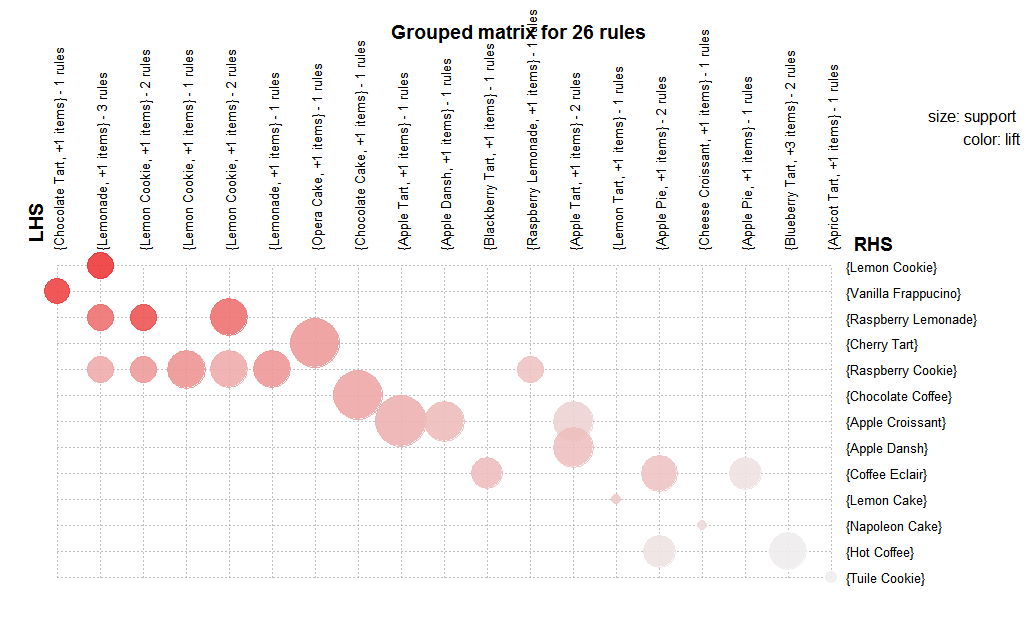 Grouped matrix for 26 rules
size: support
color: lift
LHS
{Chocolate Tart, +1 items} - 1 rules
{Lemonade, +1 items} - 3 rules
{Lemon Cookie, +1 items} - 2 rules
{Lemon Cookie, +1 items} - 1 rules
{Lemon Cookie, +1 items} - 2 rules
{Lemonade, +1 items} - 1 rules
{Opera Cake, +1 items} - 1 rules
{Chocolate Cake, +1 items} - 1 rules
{Apple Tart, +1 items} - 1 rules
{Apple Dansh, +1 items} - 1 rules
{Blackberry Tart, +1 items} - 1 rules
{Raspberry Lemonade, +1 items} - 1 rules
{Apple Tart, +1 items} - 2 rules
{Lemon Tart, +1 items} - 1 rules
{Apple Pie, +1 items} - 2 rules
{Cheese Croissant, +1 items} - 1 rules
{Apple Pie, +1 items} - 1 rules
{Blueberry Tart, +3 items} - 2 rules
{Apricot Tart, +1 items} - 1 rules
RHS
{Lemon Cookie}
{Vanilla Frappucino}
{Raspberry Lemonade}
{Cherry Tart}
{Raspberry Cookie}
{Chocolate Coffee}
{Apple Croissant}
{Apple Dansh}
{Coffee Eclair}
{Lemon Cake}
{Napoleon Cake}
{Hot Coffee}
{Tuile Cookie}